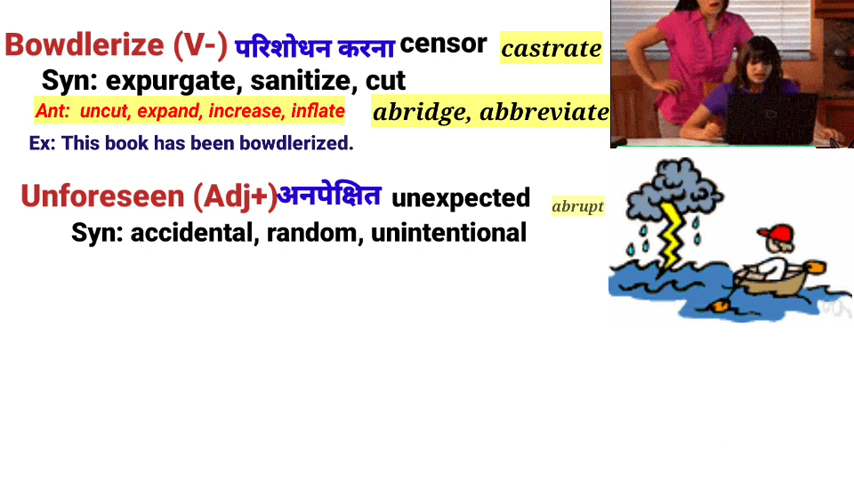 Bowdlerize (V-) परिशोधन करना censor castrate
Syn: expurgate, sanitize, cut
Ant: uncut, expand, increase, inflate abridge, abbreviate
Ex: This book has been bowdlerized.
Unforeseen (Adj+) अनपेक्षित unexpected abrupt
Syn: accidental, random, unintentional